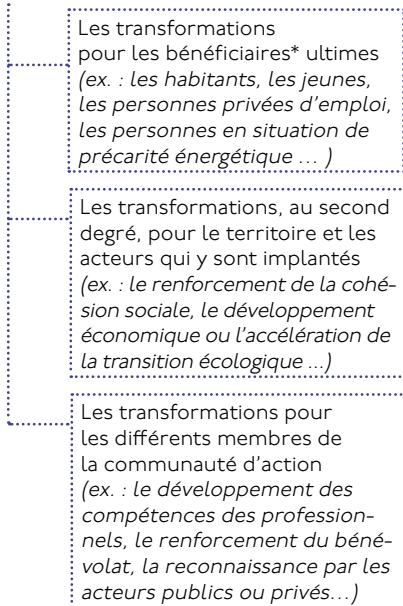 Les transformations
pour les bénéficiaires* ultimes
(ex. : les habitants, les jeunes,
les personnes privées d’emploi,
les personnes en situation de
précarité énergétique … )
Les transformations, au second
degré, pour le territoire et les
acteurs qui y sont implantés
(ex. : le renforcement de la cohé-
sion sociale, le développement
économique ou l’accélération de
la transition écologique ...)
Les transformations pour
les différents membres de
la communauté d’action
(ex. : le développement des
compétences des profession-
nels, le renforcement du béné-
volat, la reconnaissance par les
acteurs publics ou privés…)